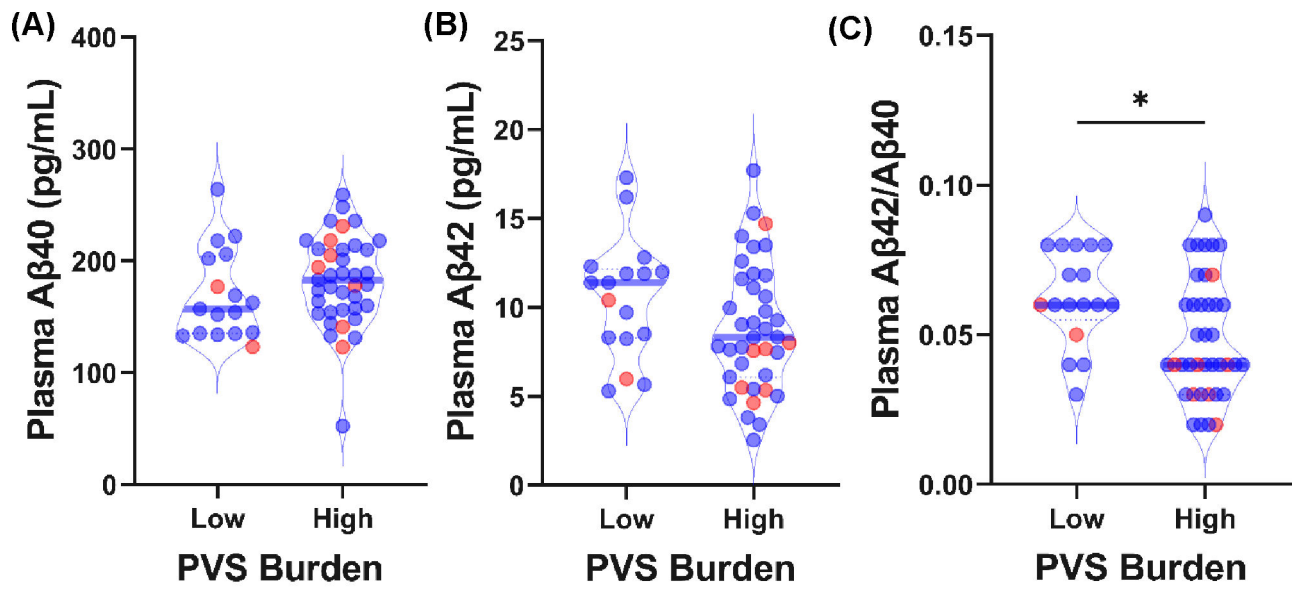 (A)
Plasma Aβ40 (pg/mL)
400
300
200
100
0
Low High
PVS Burden
(B)
Plasma Aβ42 (pg/mL)
25
20
15
10
5
0
Low High
PVS Burden
(C)
Plasma Aβ42/Aβ40
0.15
0.10
0.05
0.00
*
Low High
PVS Burden